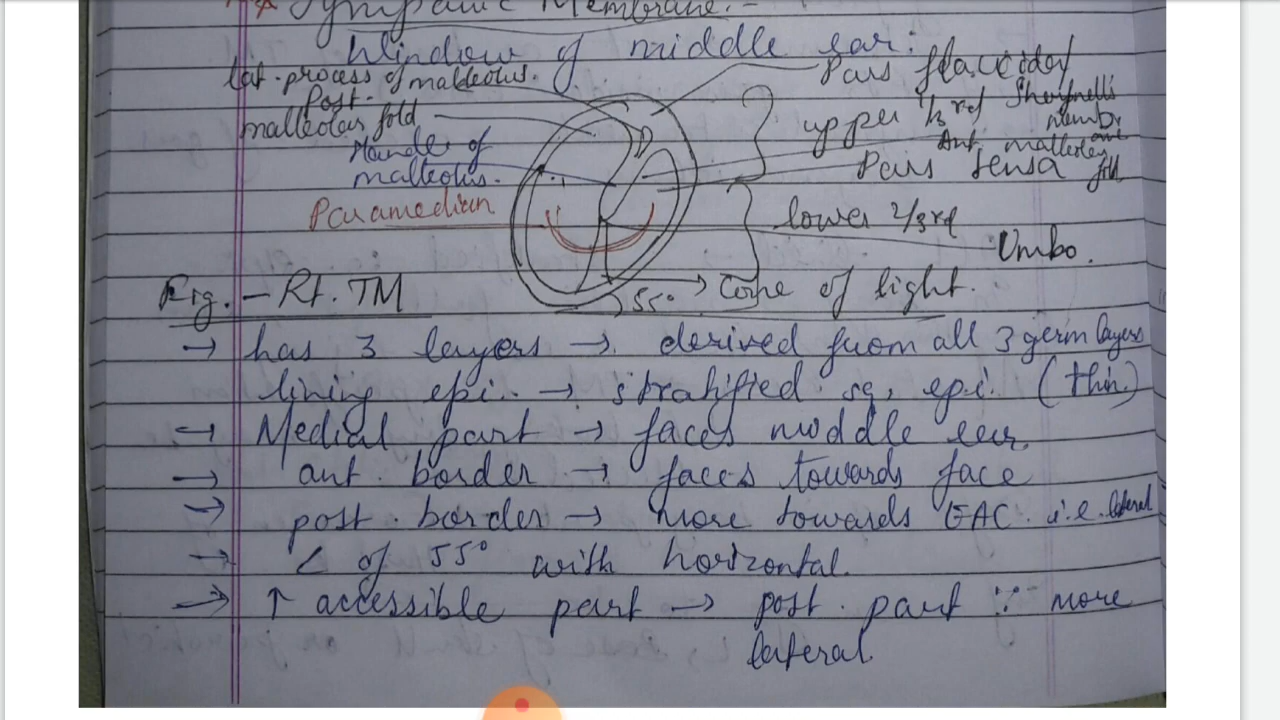 Tympanic Membrane :-
Window of middle ear:
lat. process of malleolus.
Post.
malleolar fold
Handle of
malleolus.
Paramedian
Pars flaccida /
upper 1/3rd Sharpnell's
memb
Ant. malleolar
fold
Pars tensa
lower 2/3rd
Umbo.
Cone of light.
55°
Fig. - Rt. TM
→ has 3 layers → derived from all 3 germ layers
lining epi. → stratified sq. epi. (thin)
→ Medial part → faces middle ear.
→ ant. border → faces towards face
→ post. border → more towards EAC. i.e. lateral
→ ∠ of 55° with horizontal.
→ ↑ accessible part → post. part ∵ more
lateral